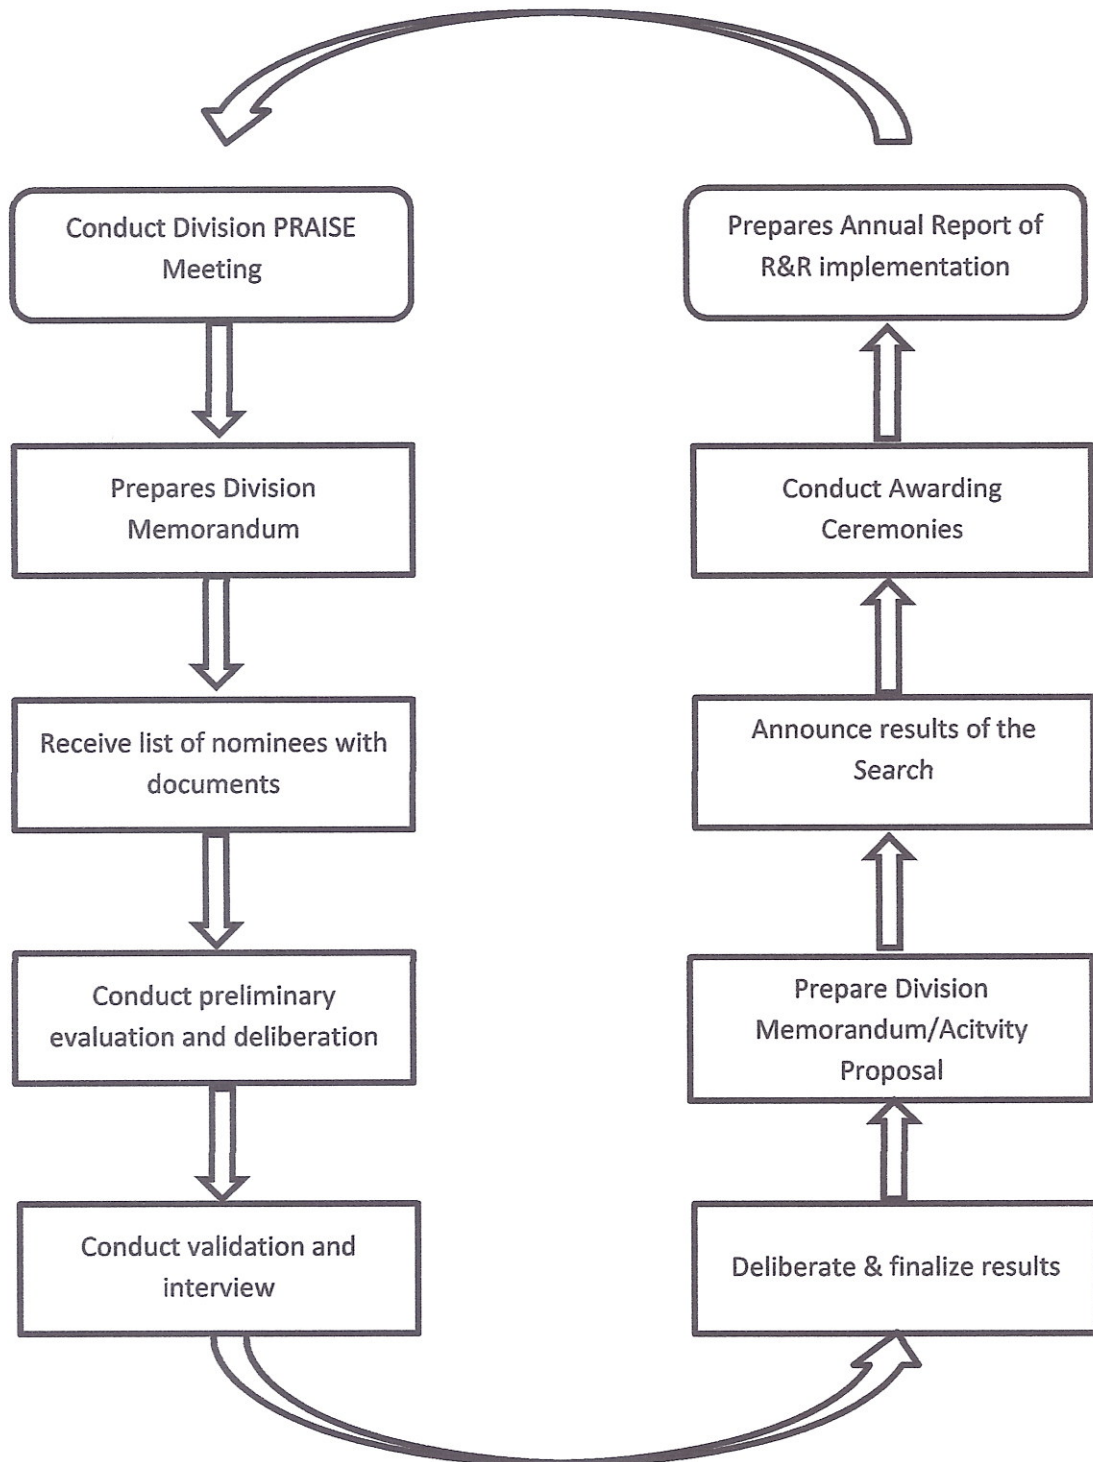 Conduct Division PRAISE
Meeting
Prepares Division
Memorandum
Receive list of nominees with
documents
Conduct preliminary
evaluation and deliberation
Conduct validation and
interview
Deliberate & finalize results
Prepare Division
Memorandum/Acitvity
Proposal
Announce results of the
Search
Conduct Awarding
Ceremonies
Prepares Annual Report of
R&R implementation